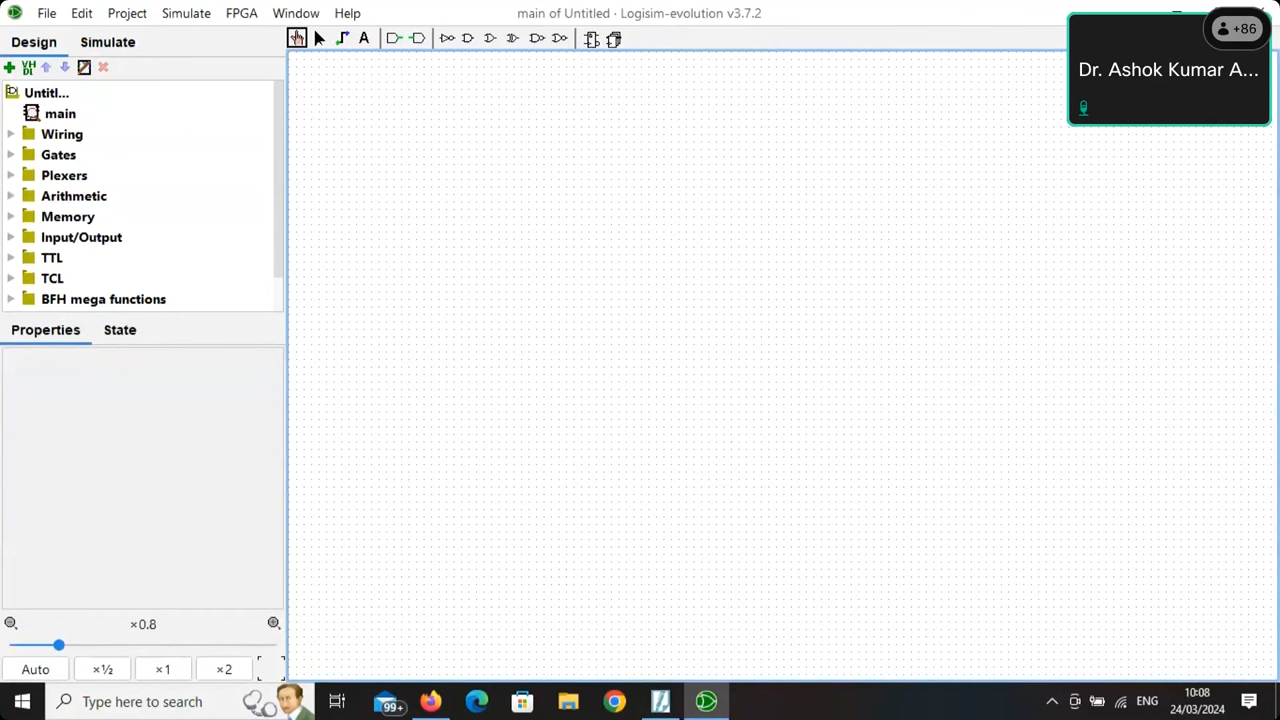 File Edit Project Simulate FPGA Window Help
main of Untitled · Logisim-evolution v3.7.2
+86
Dr. Ashok Kumar A...
Design Simulate
A
VH
DL
Untitl...
main
Wiring
Gates
Plexers
Arithmetic
Memory
Input/Output
TTL
TCL
BFH mega functions
Properties State
×0.8
Auto ×½ ×1 ×2
Type here to search
99+
ENG
10:08
24/03/2024